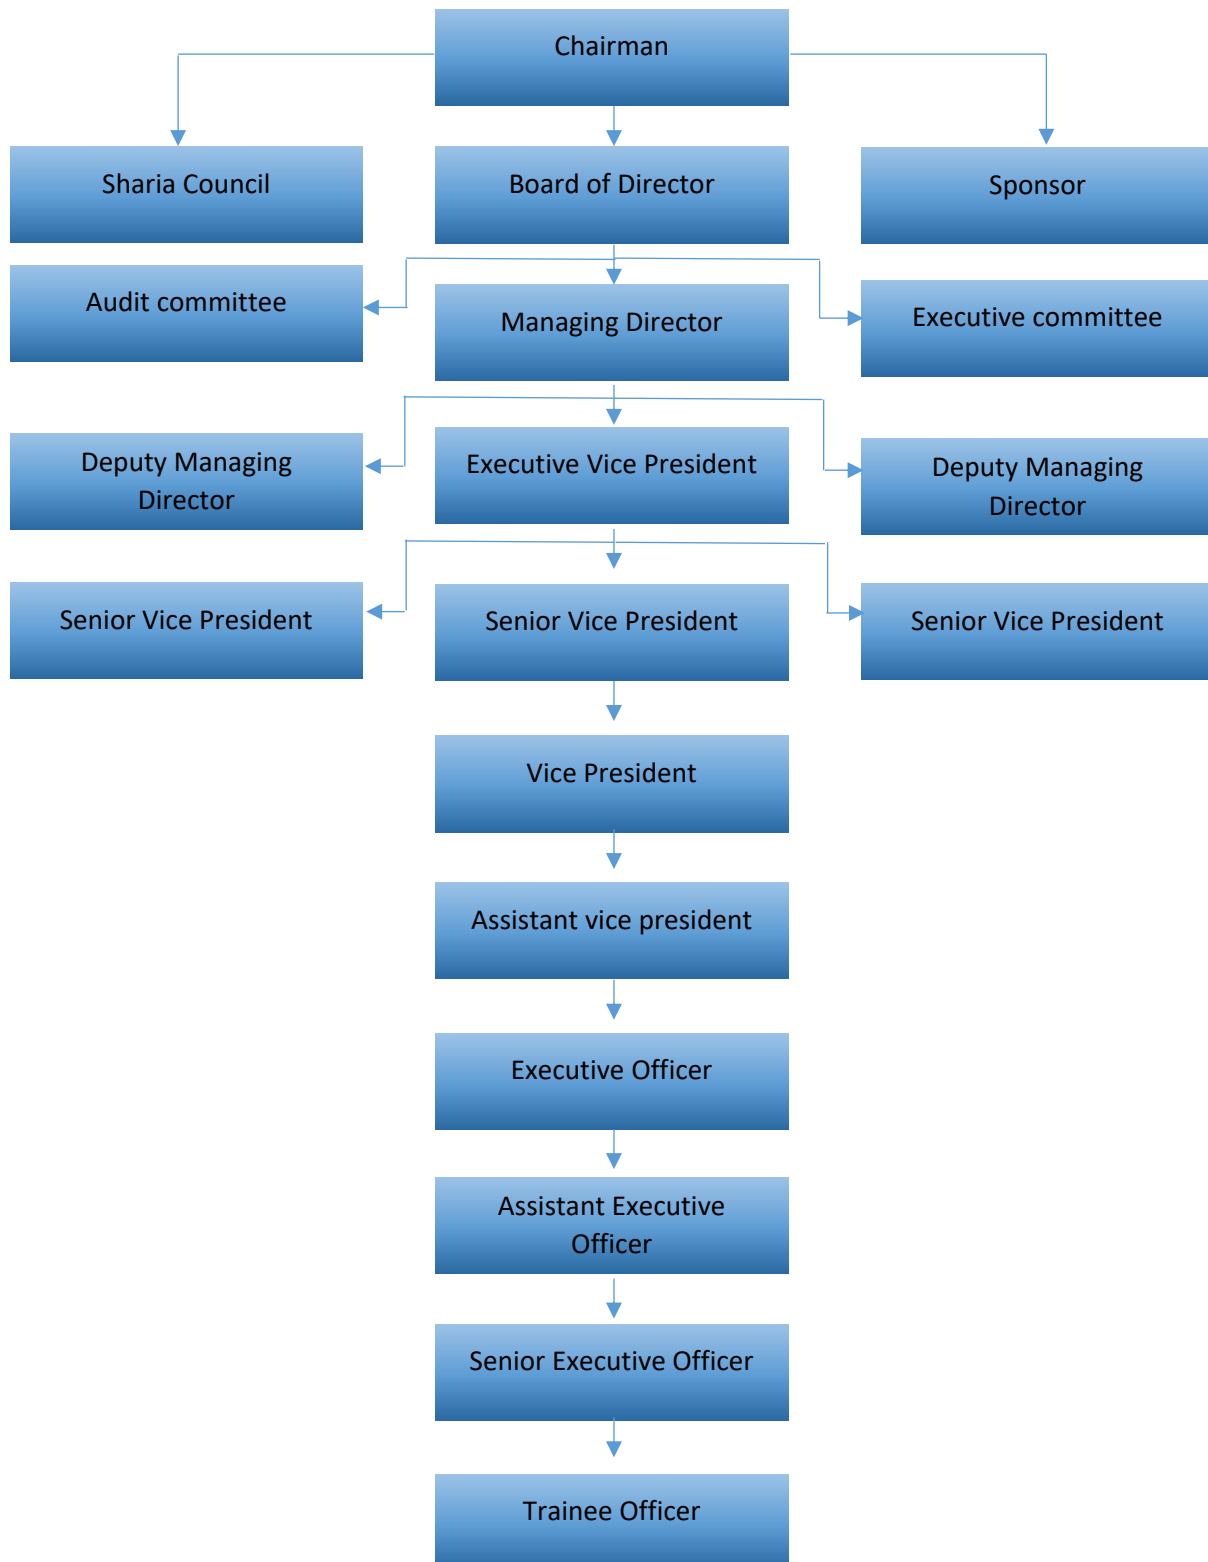 Chairman
Sharia Council
Board of Director
Sponsor
Audit committee
Managing Director
Executive committee
Deputy Managing
Director
Executive Vice President
Deputy Managing
Director
Senior Vice President
Senior Vice President
Senior Vice President
Vice President
Assistant vice president
Executive Officer
Assistant Executive
Officer
Senior Executive Officer
Trainee Officer